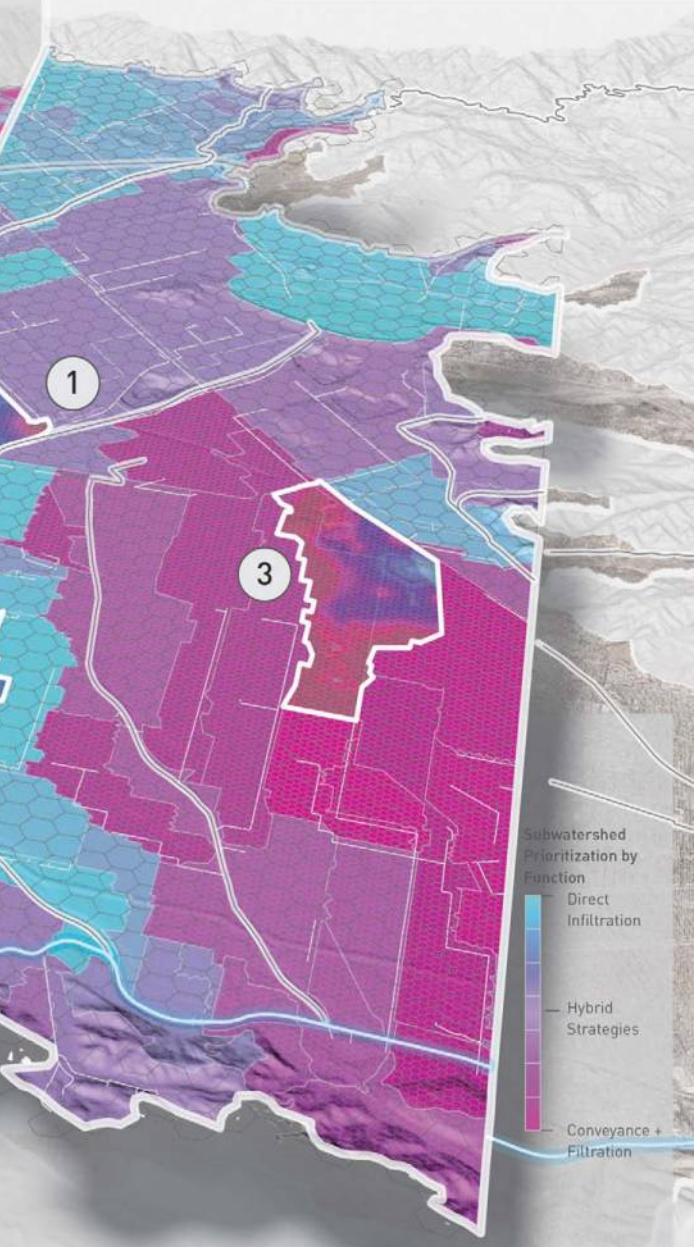 1
3
Subwatershed
Prioritization by
Function
Direct
Infiltration
Hybrid
Strategies
Conveyance +
Filtration